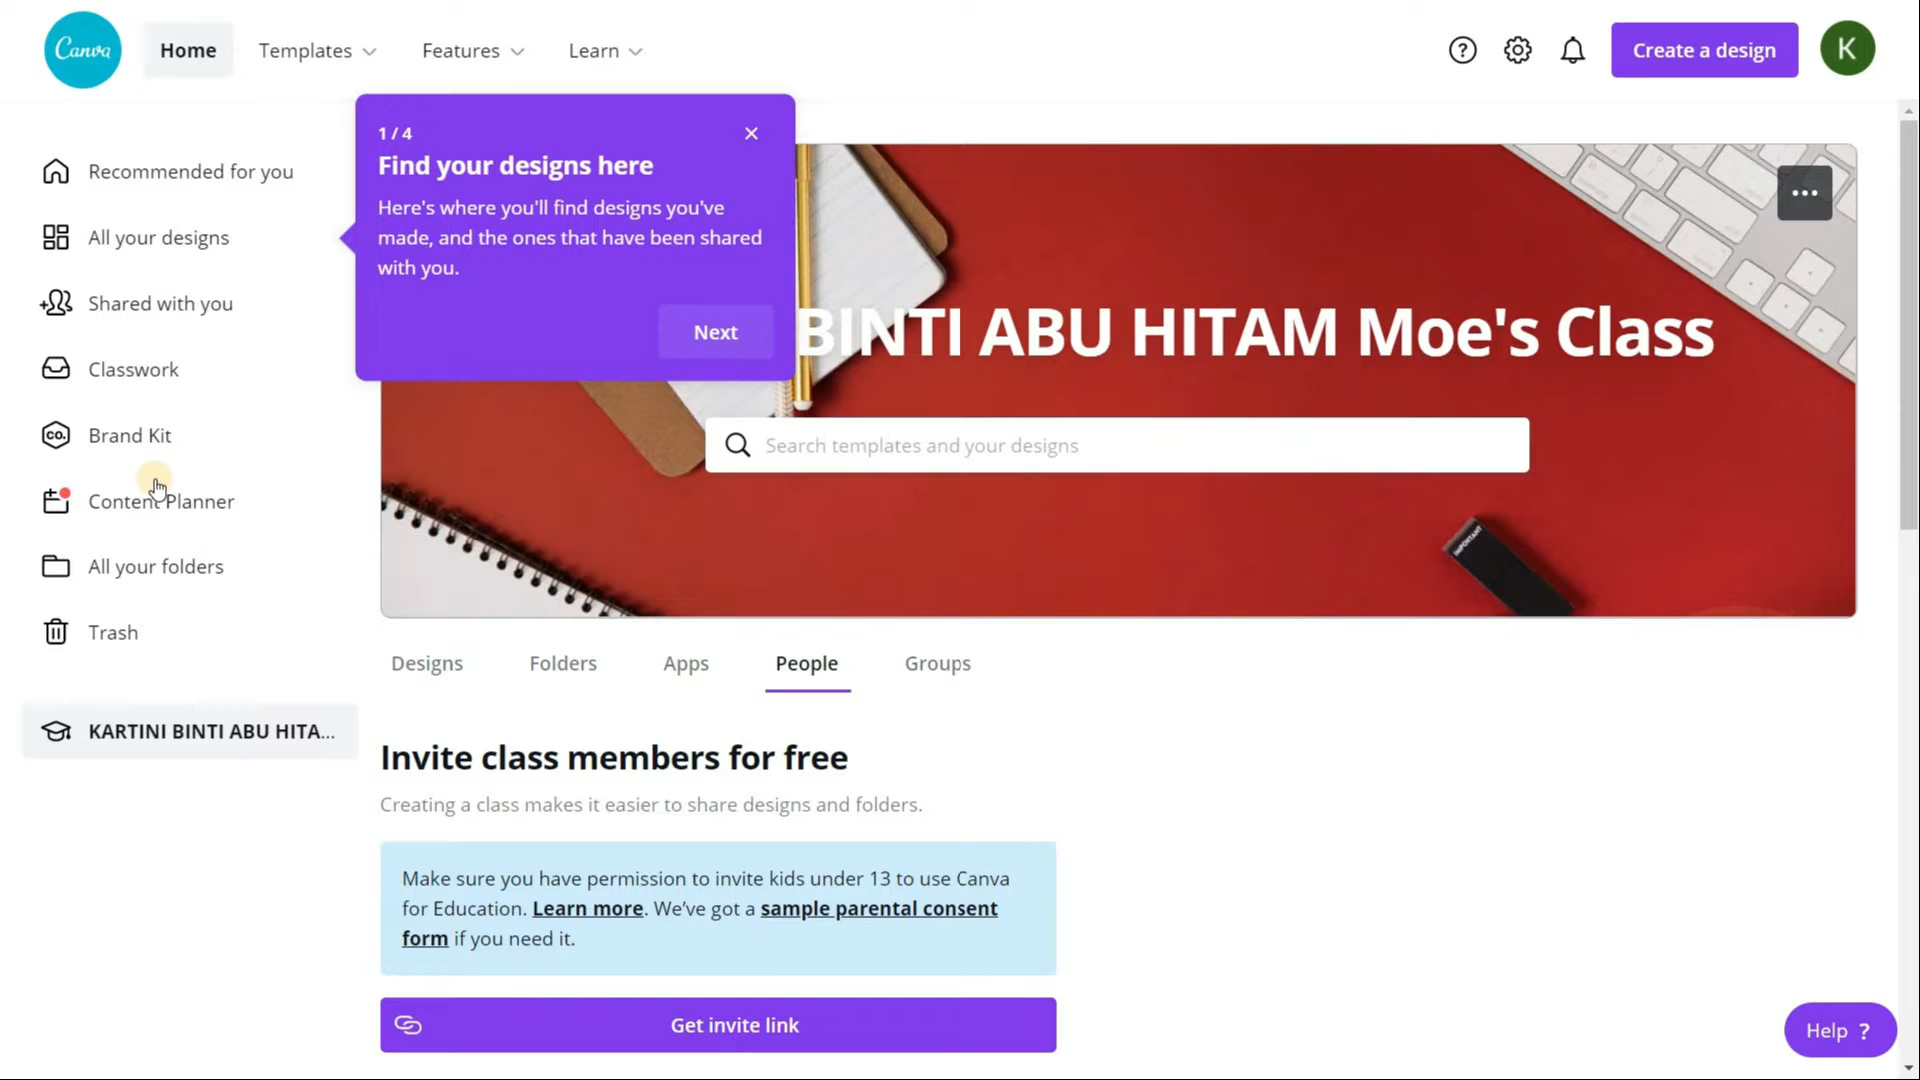 Canva
Home
Templates
Features
Learn
Create a design
K
1 / 4
Find your designs here
Here's where you'll find designs you've
made, and the ones that have been shared
with you.
Next
Recommended for you
All your designs
Shared with you
Classwork
CO.
Brand Kit
Content Planner
All your folders
Trash
KARTINI BINTI ABU HITA...
BINTI ABU HITAM Moe's Class
Search templates and your designs
IMPORTANT
Designs
Folders
Apps
People
Groups
Invite class members for free
Creating a class makes it easier to share designs and folders.
Make sure you have permission to invite kids under 13 to use Canva
for Education. Learn more. We've got a sample parental consent
form if you need it.
Get invite link
Help ?